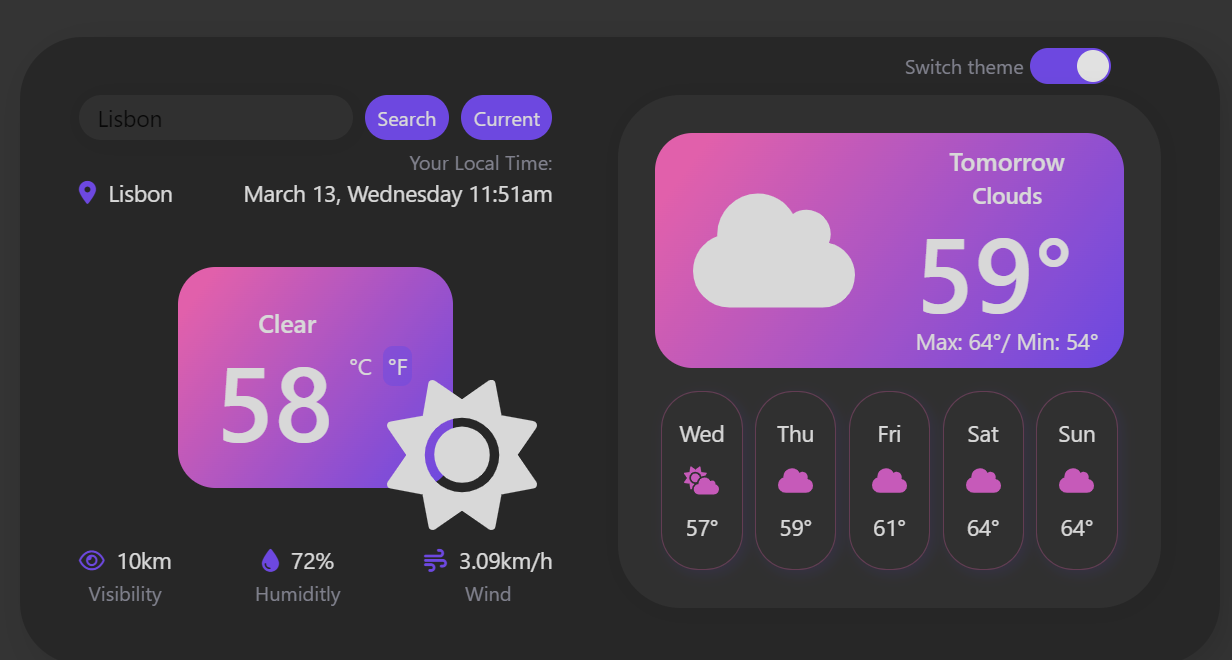 Switch theme
Lisbon
Search
Current
Your Local Time:
Lisbon
March 13, Wednesday 11:51am
Clear
58
°C °F
10km
Visibility
72%
Humiditly
3.09km/h
Wind
Tomorrow
Clouds
59°
Max: 64°/ Min: 54°
Wed
57°
Thu
59°
Fri
61°
Sat
64°
Sun
64°